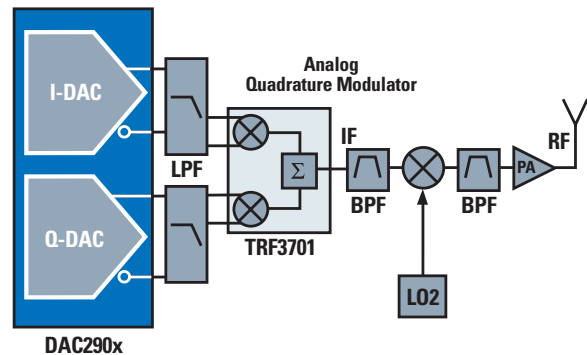 Analog
Quadrature Modulator
I-DAC
LPF
Σ
IF
BPF
BPF
PA
RF
Q-DAC
TRF3701
LO2
DAC290x